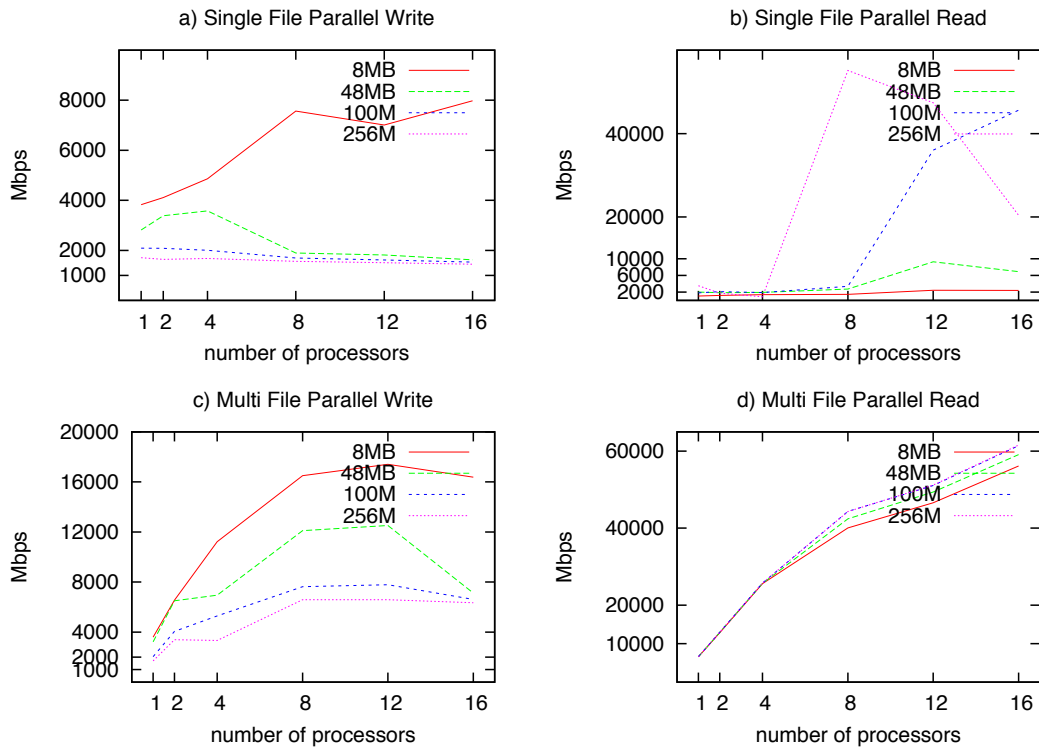 a) Single File Parallel Write
8MB
48MB
100M
256M
8000
6000
4000
2000
1000
Mbps
1 2 4 8 12 16
number of processors
b) Single File Parallel Read
8MB
48MB
100M
256M
40000
20000
10000
6000
2000
Mbps
1 2 4 8 12 16
number of processors
c) Multi File Parallel Write
8MB
48MB
100M
256M
20000
16000
12000
8000
4000
2000
1000
Mbps
1 2 4 8 12 16
number of processors
d) Multi File Parallel Read
8MB
48MB
100M
256M
60000
40000
20000
10000
Mbps
1 2 4 8 12 16
number of processors